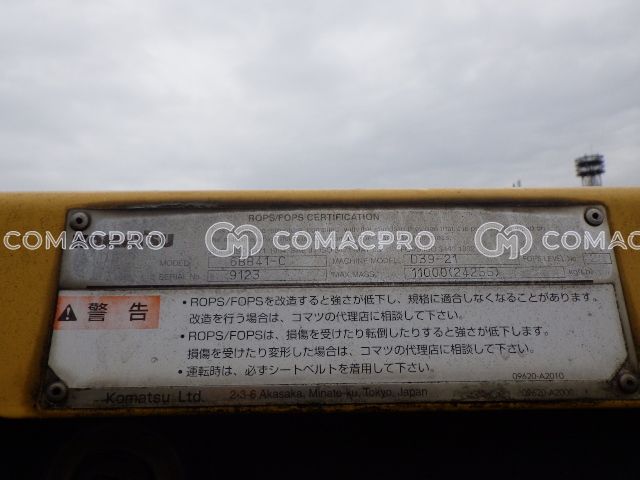 ROPS/FOPS CERTIFICATION
COMACPRO COMACPRO COMACPRO
MODEL 6BH41-C MACHINE MODEL D39-21 FOPS LEVEL
SERIAL No. 9123 MAX.MASS. 11000(24255) kg(Lb)
警告
・ROPS/FOPSを改造すると強さが低下し、規格に適合しなくなることがあります。
改造を行う場合は、コマツの代理店に相談して下さい。
・ROPS/FOPSは、損傷を受けたり転倒したりすると強さが低下します。
損傷を受けたり変形した場合は、コマツの代理店に相談して下さい。
・運転時は、必ずシートベルトを着用して下さい。
09620-A2010
Komatsu Ltd. 2-3-6 Akasaka, Minato-ku, Tokyo, Japan 09620-A2000